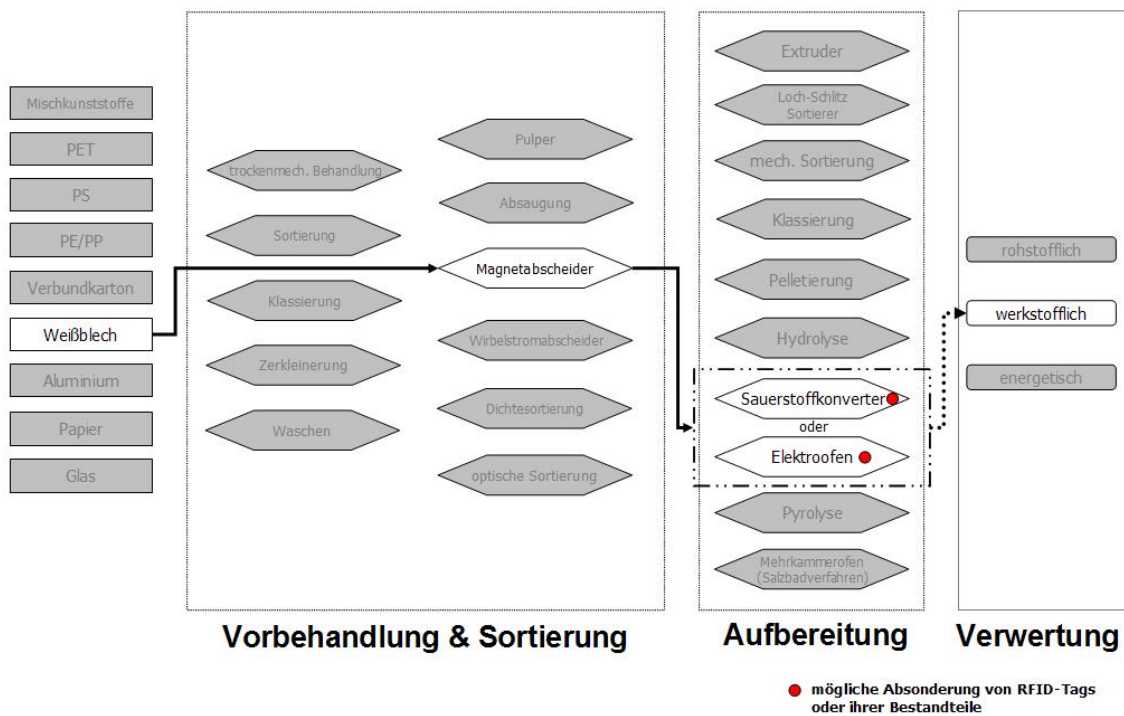 Mischkunststoffe
PET
PS
PE/PP
Verbundkarton
Weißblech
Aluminium
Papier
Glas
trockenmech. Behandlung
Sortierung
Klassierung
Zerkleinerung
Waschen
Pulper
Absaugung
Magnetabscheider
Wirbelstromabscheider
Dichtesortierung
optische Sortierung
Vorbehandlung & Sortierung
Extruder
Loch-Schlitz
Sortierer
mech. Sortierung
Klassierung
Pelletierung
Hydrolyse
Sauerstoffkonverter
oder
Elektroofen
Pyrolyse
Mehrkammerofen
(Salzbadverfahren)
Aufbereitung
rohstofflich
werkstofflich
energetisch
Verwertung
mögliche Absonderung von RFID-Tags
oder ihrer Bestandteile